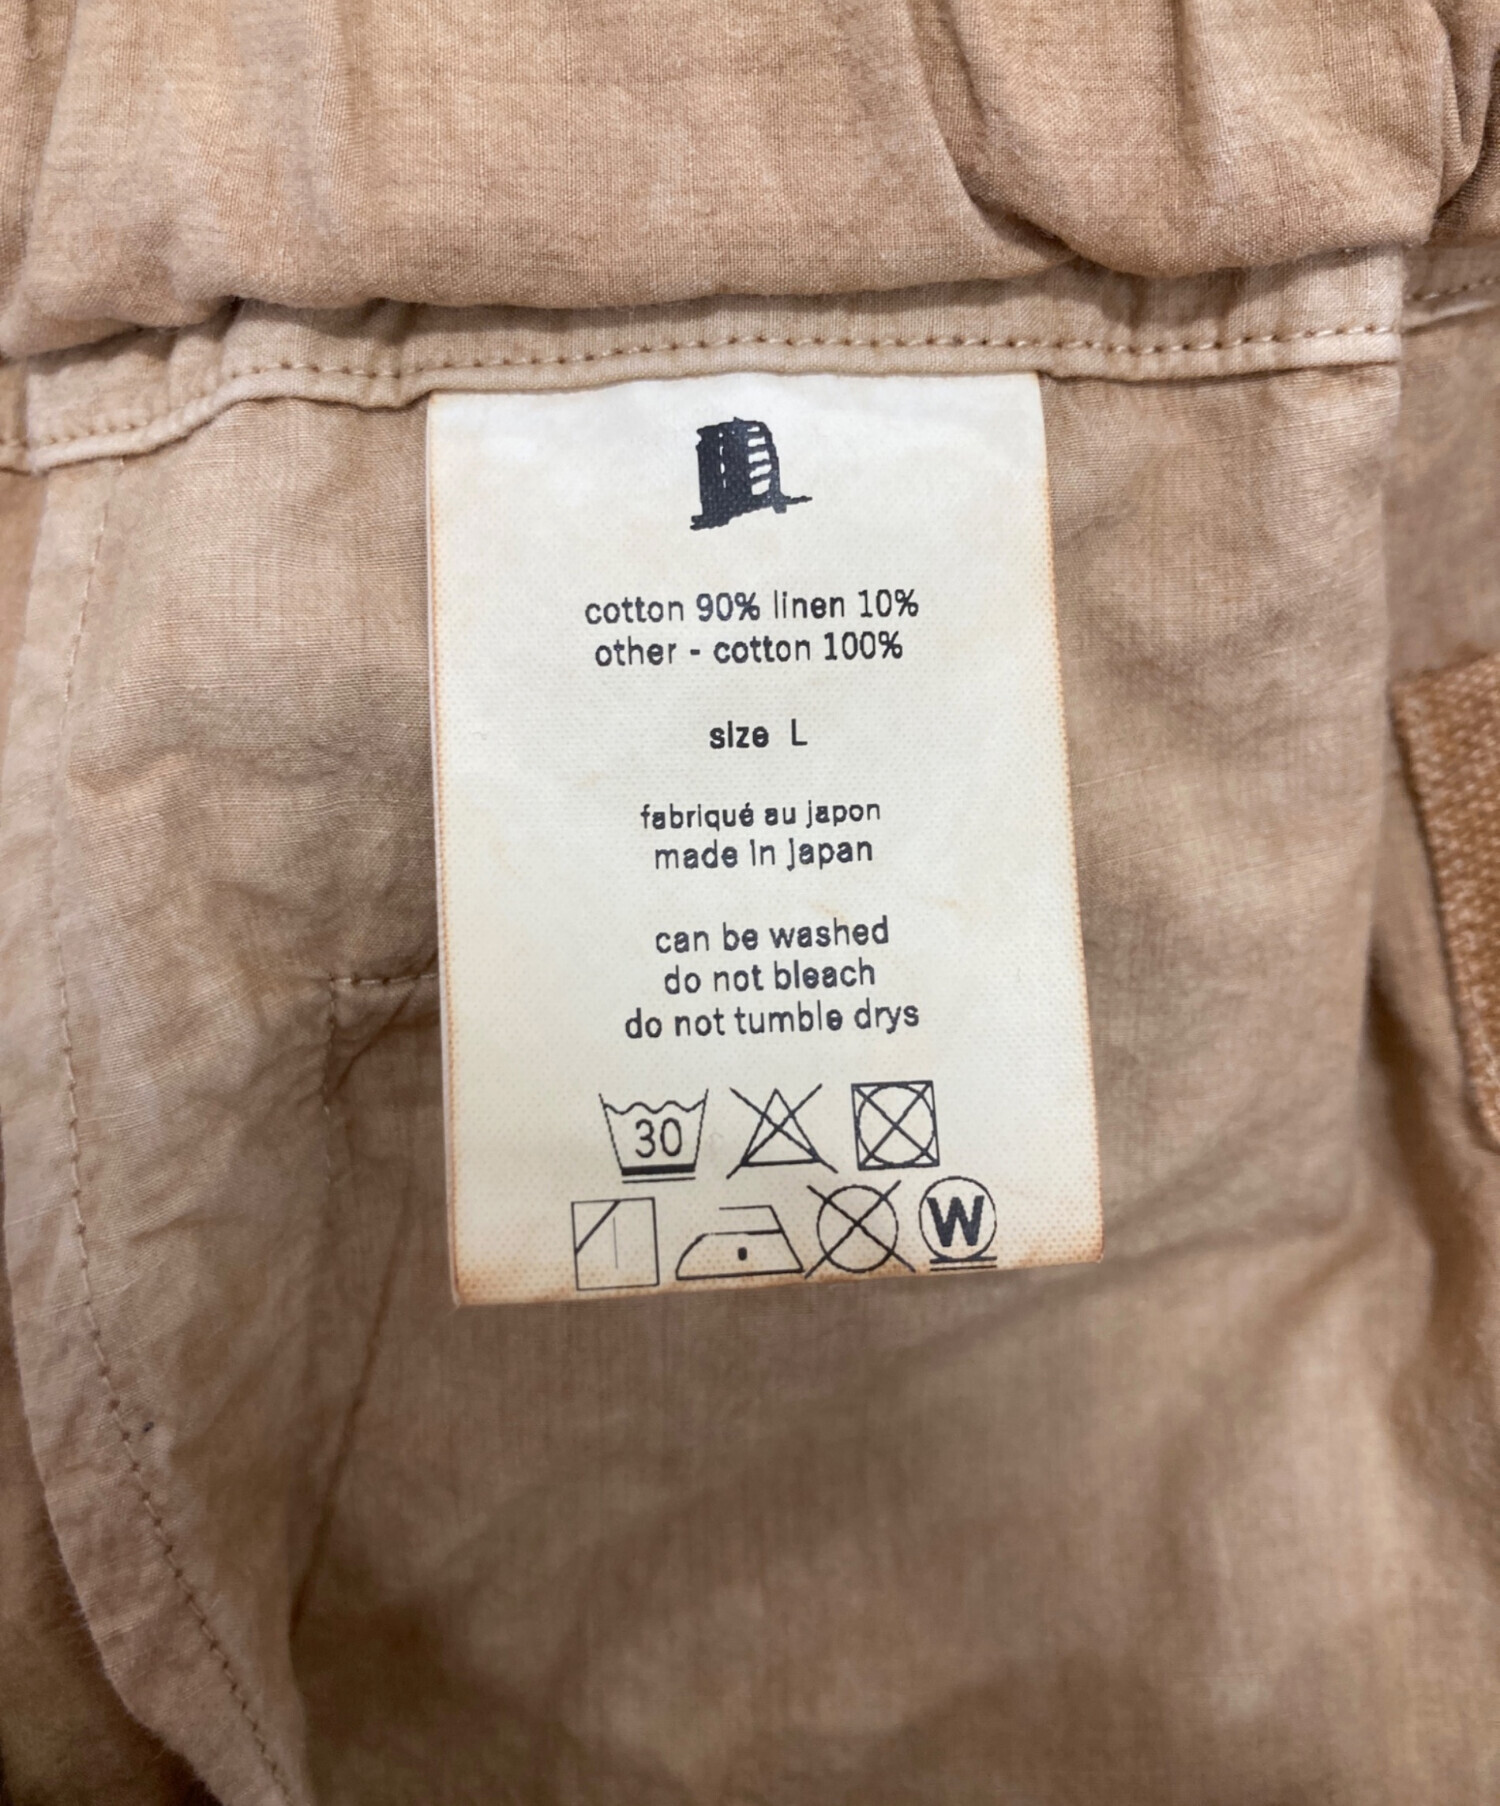 cotton 90% linen 10%
other - cotton 100%
size L
fabriqué au japon
made in japan
can be washed
do not bleach
do not tumble drys
30
W